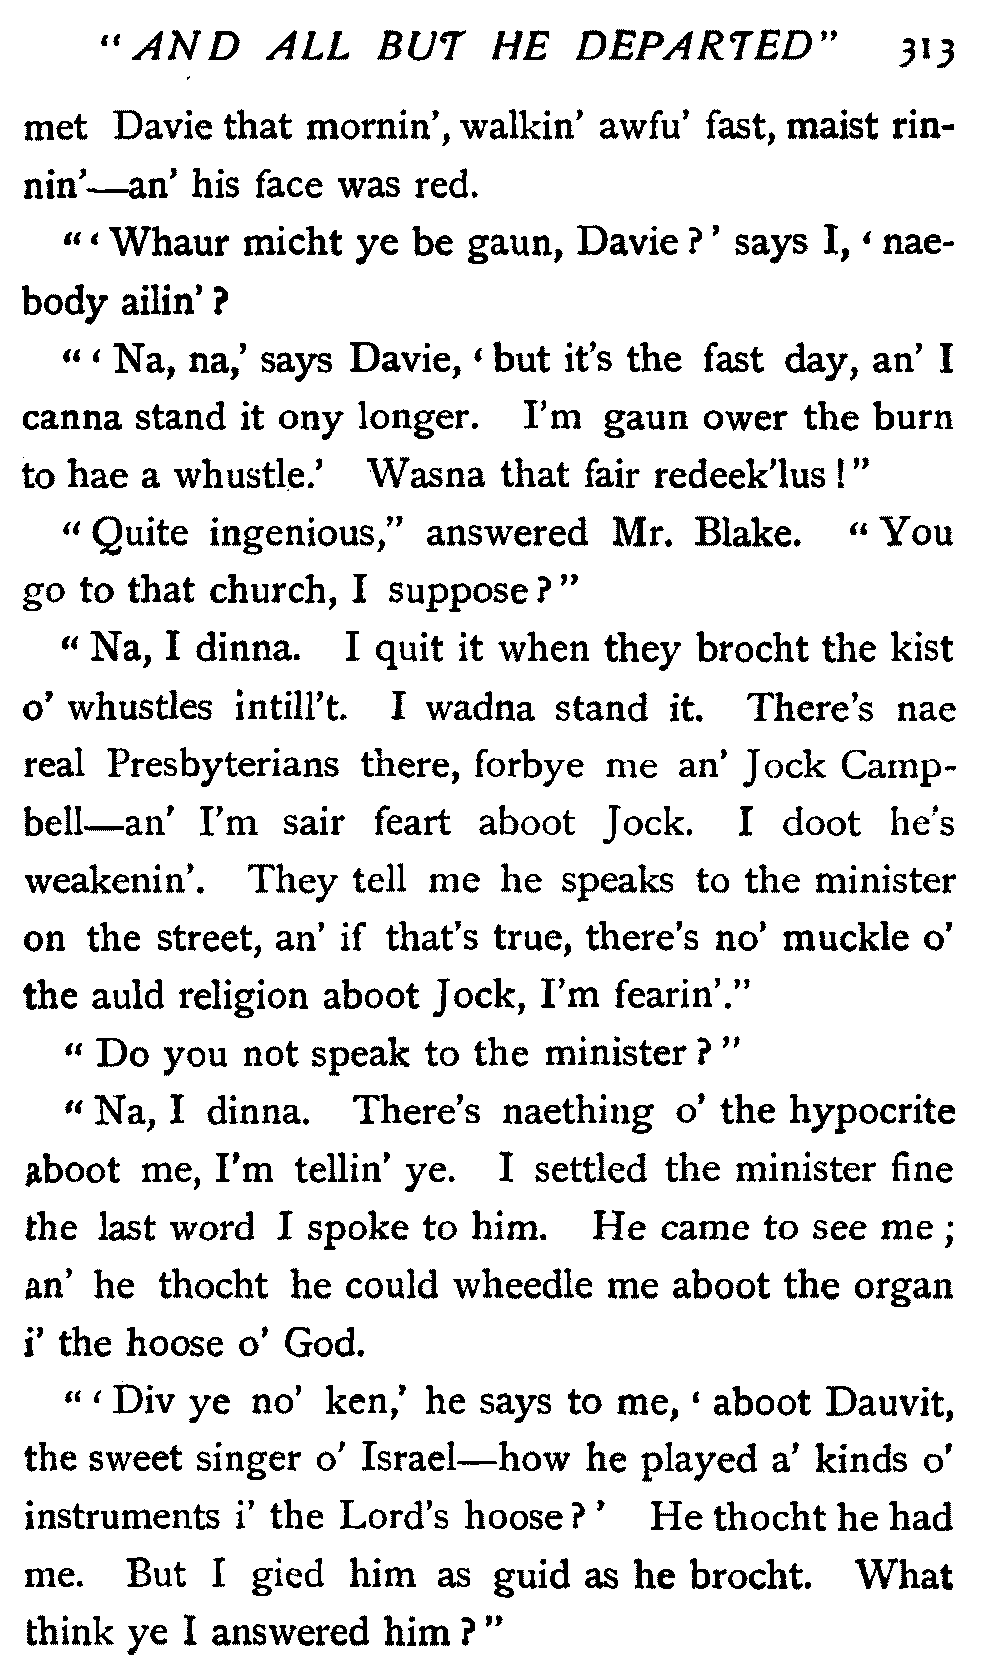 "AND ALL BUT HE DEPARTED" 313
met Davie that mornin', walkin' awfu' fast, maist rin-
nin'—an' his face was red.
"'Whaur micht ye be gaun, Davie?' says I, 'nae-
body ailin'?
"'Na, na,' says Davie, 'but it's the fast day, an' I
canna stand it ony longer. I'm gaun ower the burn
to hae a whustle.' Wasna that fair redeek'lus!"
"Quite ingenious," answered Mr. Blake. "You
go to that church, I suppose?"
"Na, I dinna. I quit it when they brocht the kist
o' whustles intill't. I wadna stand it. There's nae
real Presbyterians there, forbye me an' Jock Camp-
bell—an' I'm sair feart aboot Jock. I doot he's
weakenin'. They tell me he speaks to the minister
on the street, an' if that's true, there's no' muckle o'
the auld religion aboot Jock, I'm fearin'."
"Do you not speak to the minister?"
"Na, I dinna. There's naething o' the hypocrite
aboot me, I'm tellin' ye. I settled the minister fine
the last word I spoke to him. He came to see me;
an' he thocht he could wheedle me aboot the organ
i' the hoose o' God.
"'Div ye no' ken,' he says to me, 'aboot Dauvit,
the sweet singer o' Israel—how he played a' kinds o'
instruments i' the Lord's hoose?' He thocht he had
me. But I gied him as guid as he brocht. What
think ye I answered him?"